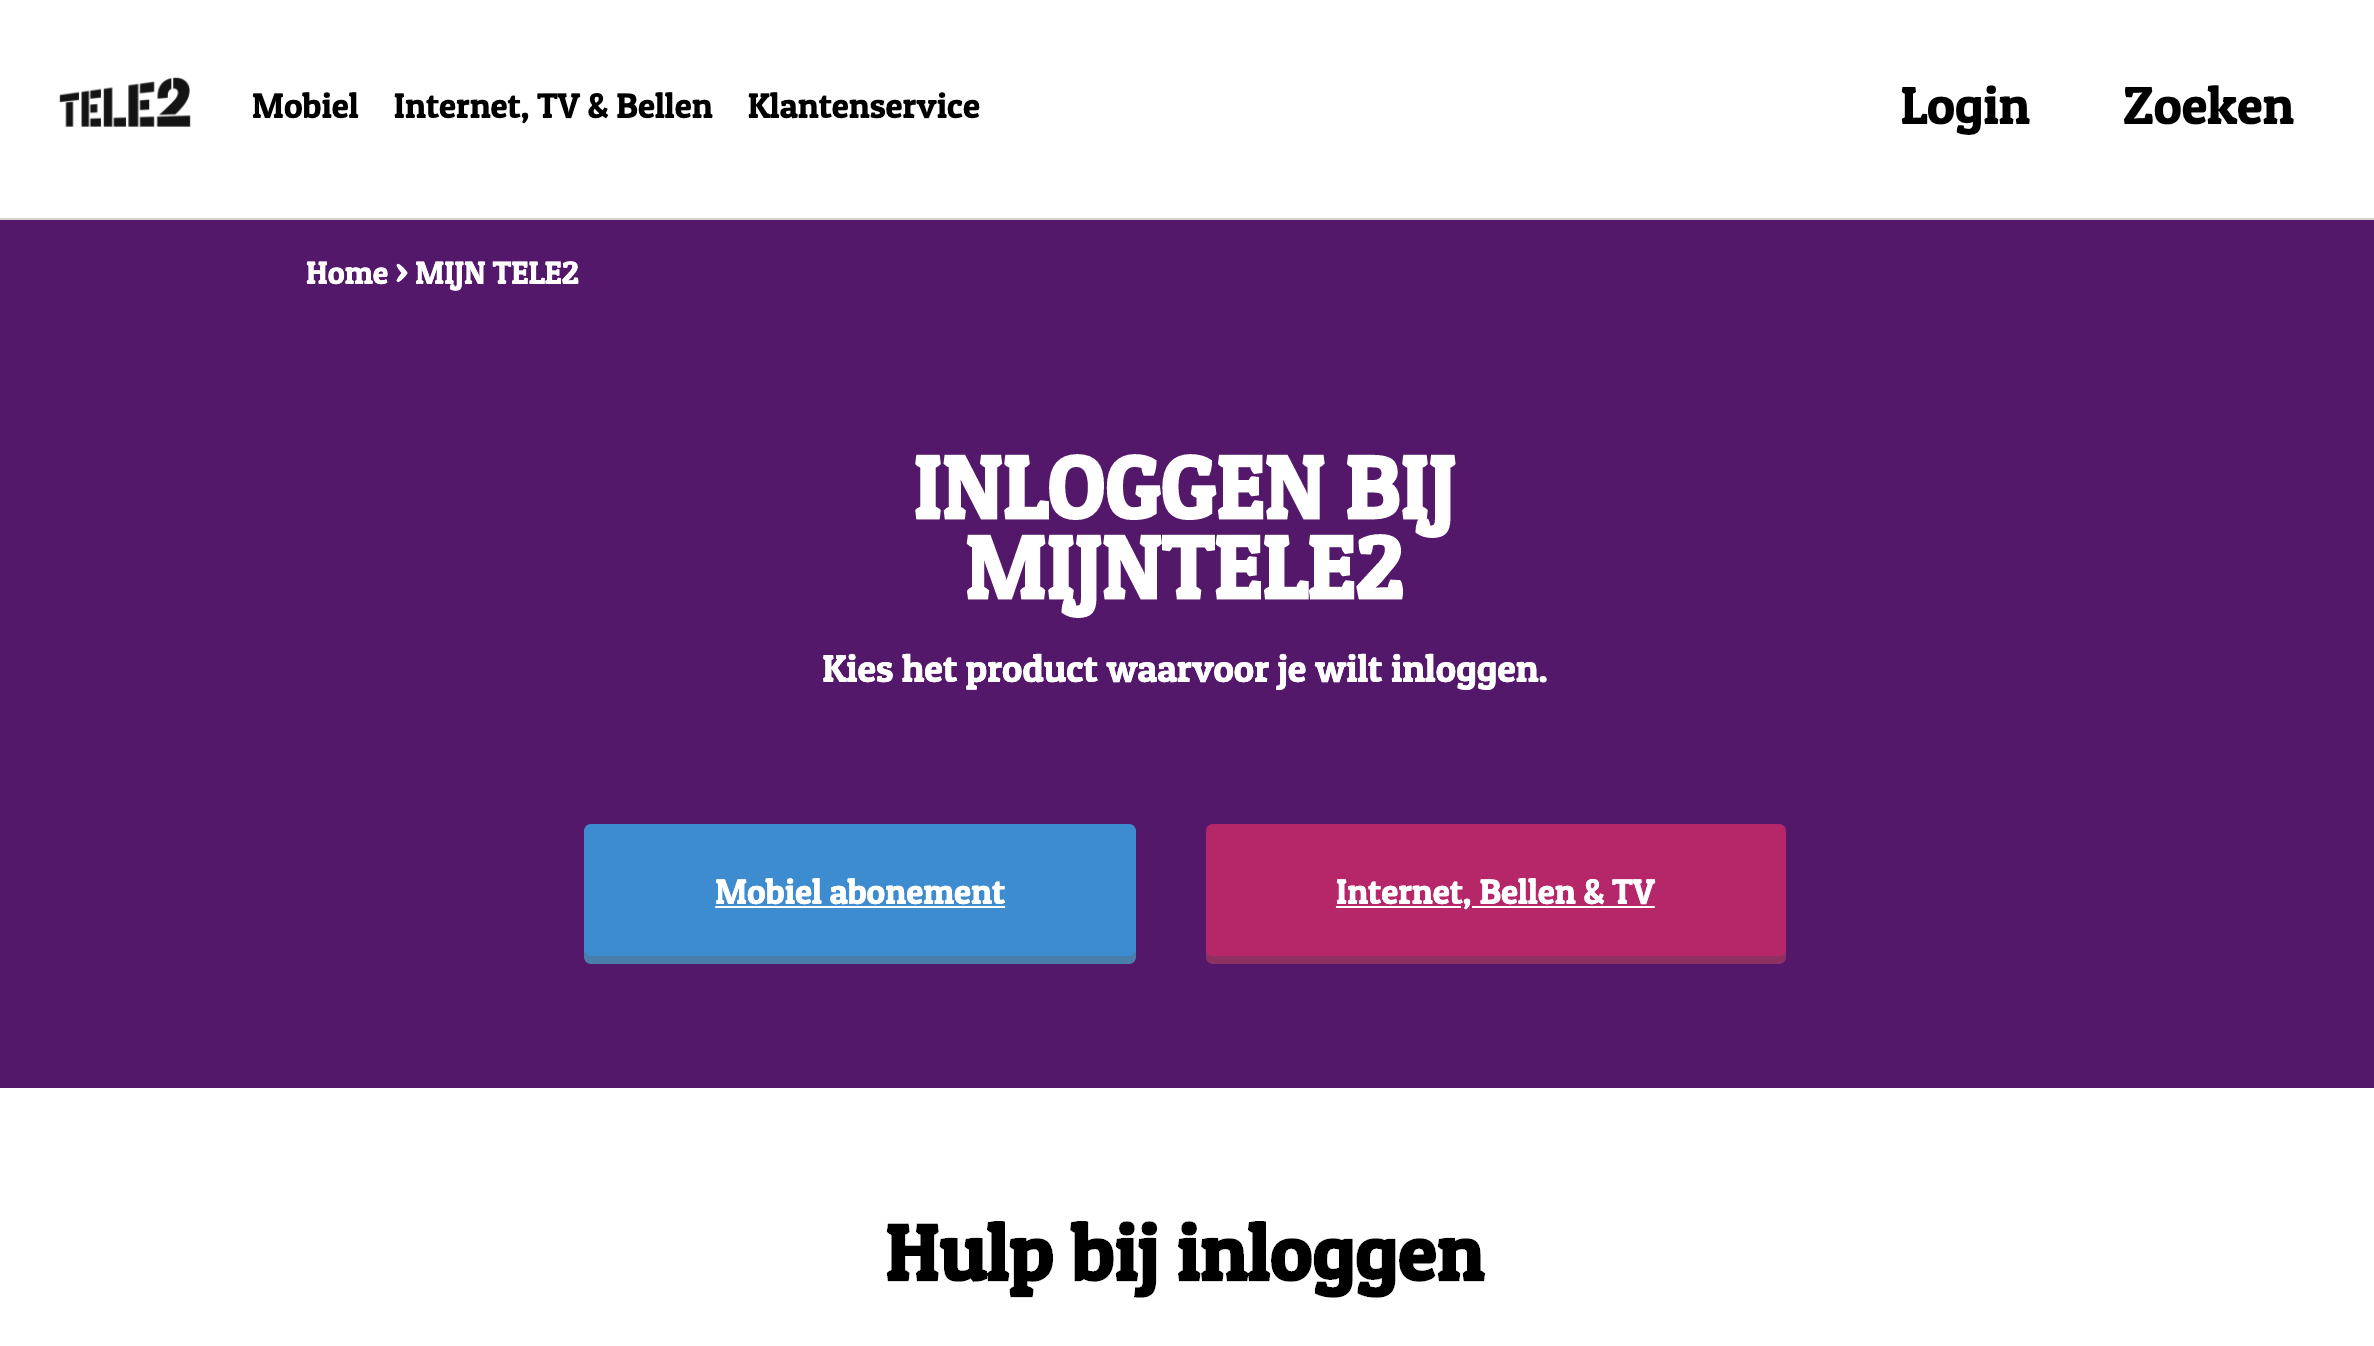 TELE2 Mobiel Internet, TV & Bellen Klantenservice Login Zoeken
Home > MIJN TELE2
INLOGGEN BIJ
MIJNTELE2
Kies het product waarvoor je wilt inloggen.
Mobiel abonement Internet, Bellen & TV
Hulp bij inloggen